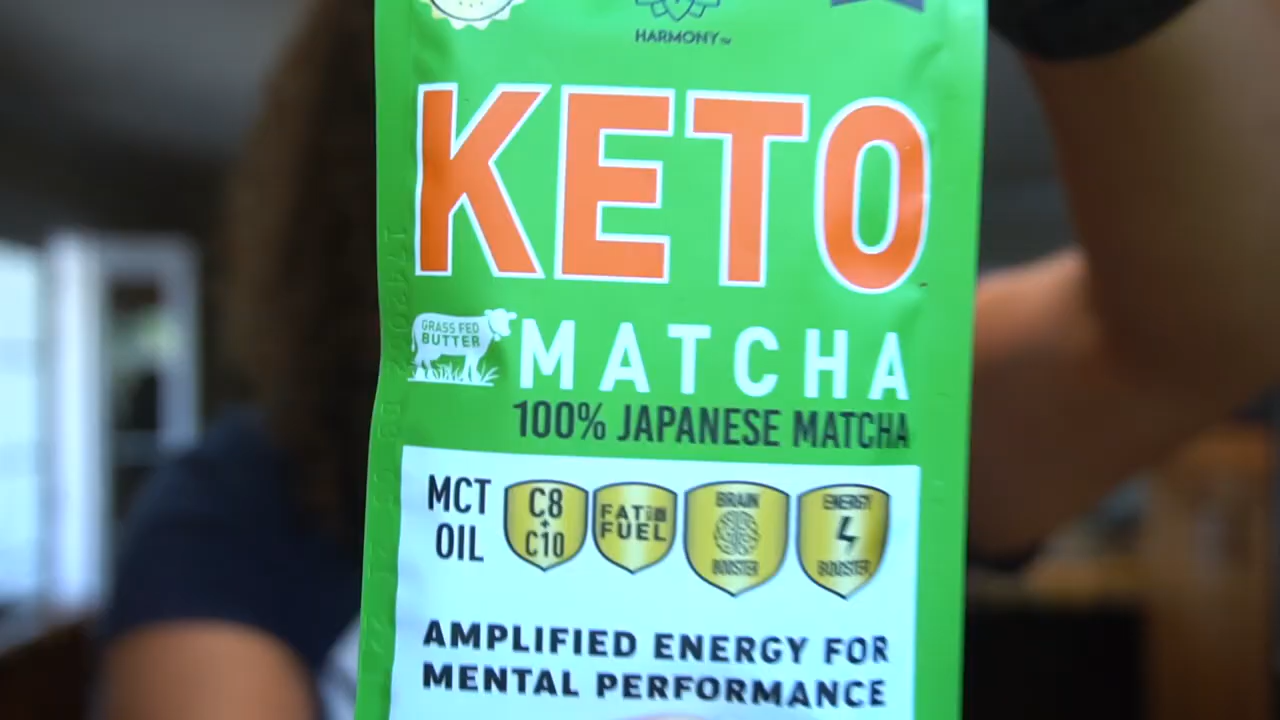 HARMONY™
KETO
GRASS FED
BUTTER
MATCHA
100% JAPANESE MATCHA
MCT
OIL
C8
+
C10
FAT
FUEL
BRAIN
BOOSTER
ENERGY
BOOSTER
AMPLIFIED ENERGY FOR
MENTAL PERFORMANCE